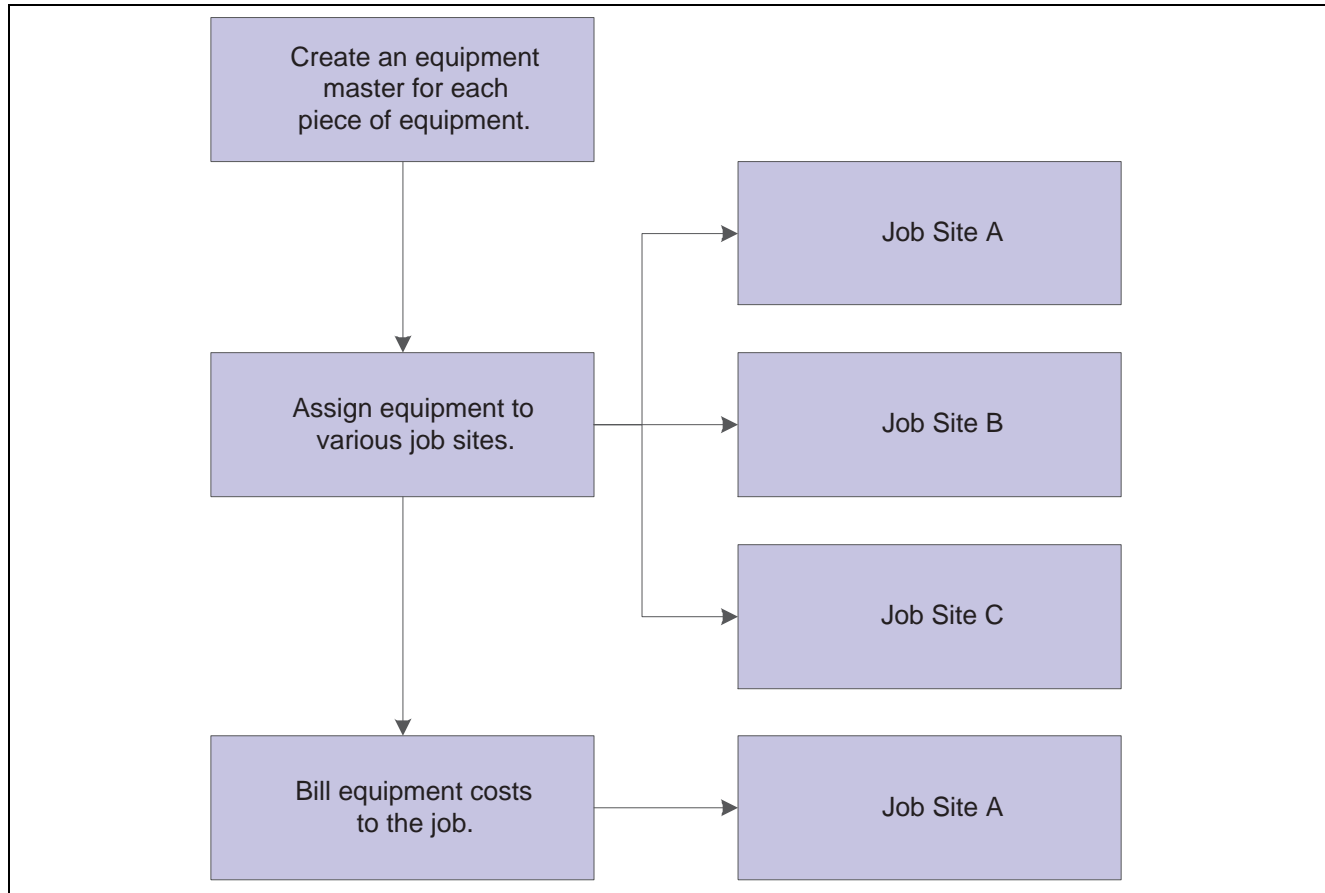 Create an equipment
master for each
piece of equipment.
Job Site A
Assign equipment to
various job sites.
Job Site B
Job Site C
Bill equipment costs
to the job.
Job Site A